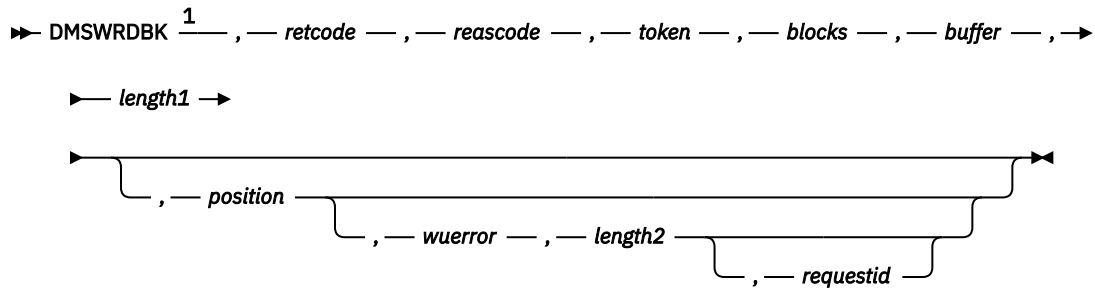 DMSWRDBK 1 , retcode , reascode , token , blocks , buffer ,
length1
, position
, wuerror , length2
, requestid